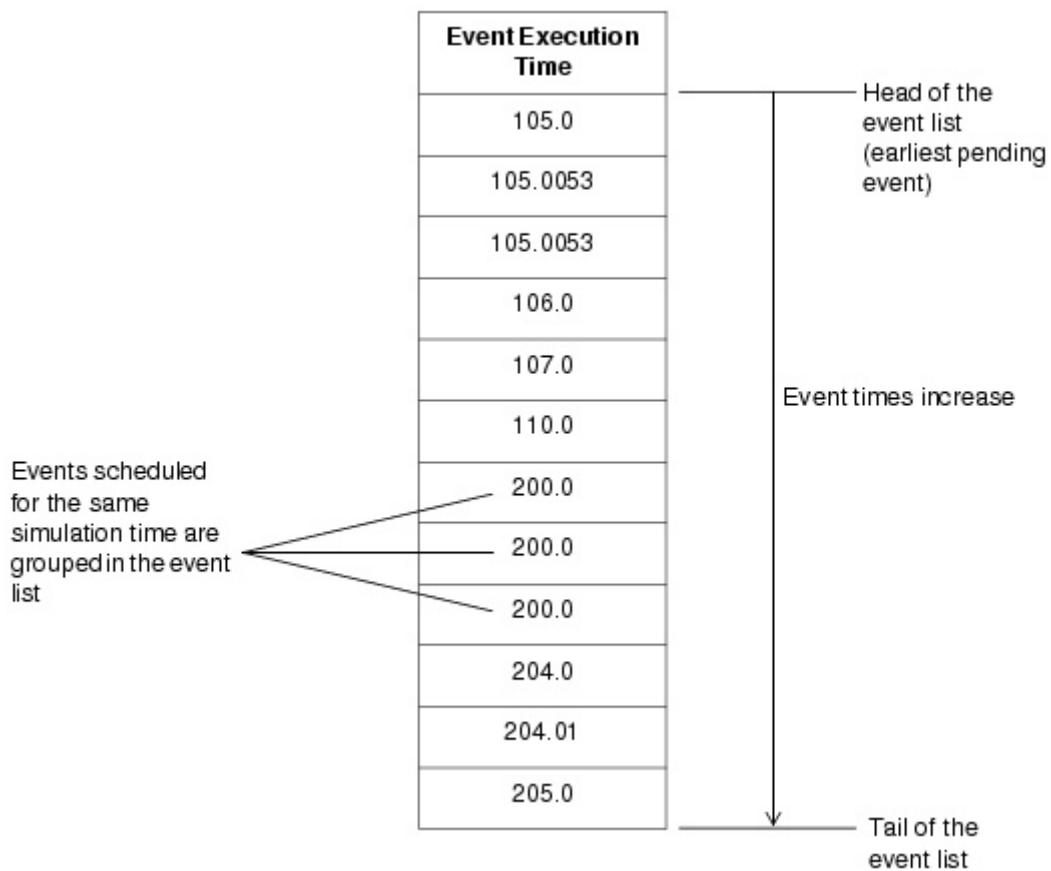 Event Execution
Time
105.0
105.0053
105.0053
106.0
107.0
110.0
200.0
200.0
200.0
204.0
204.01
205.0
Events scheduled
for the same
simulation time are
grouped in the event
list
Head of the
event list
(earliest pending
event)
Event times increase
Tail of the
event list